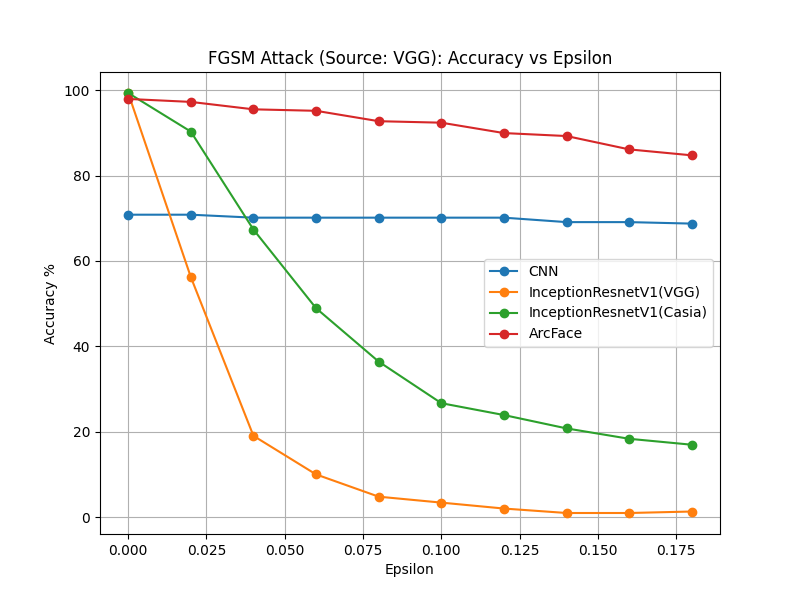 FGSM Attack (Source: VGG): Accuracy vs Epsilon
100
80
60
40
20
0
Accuracy %
CNN
InceptionResnetV1(VGG)
InceptionResnetV1(Casia)
ArcFace
0.000 0.025 0.050 0.075 0.100 0.125 0.150 0.175
Epsilon